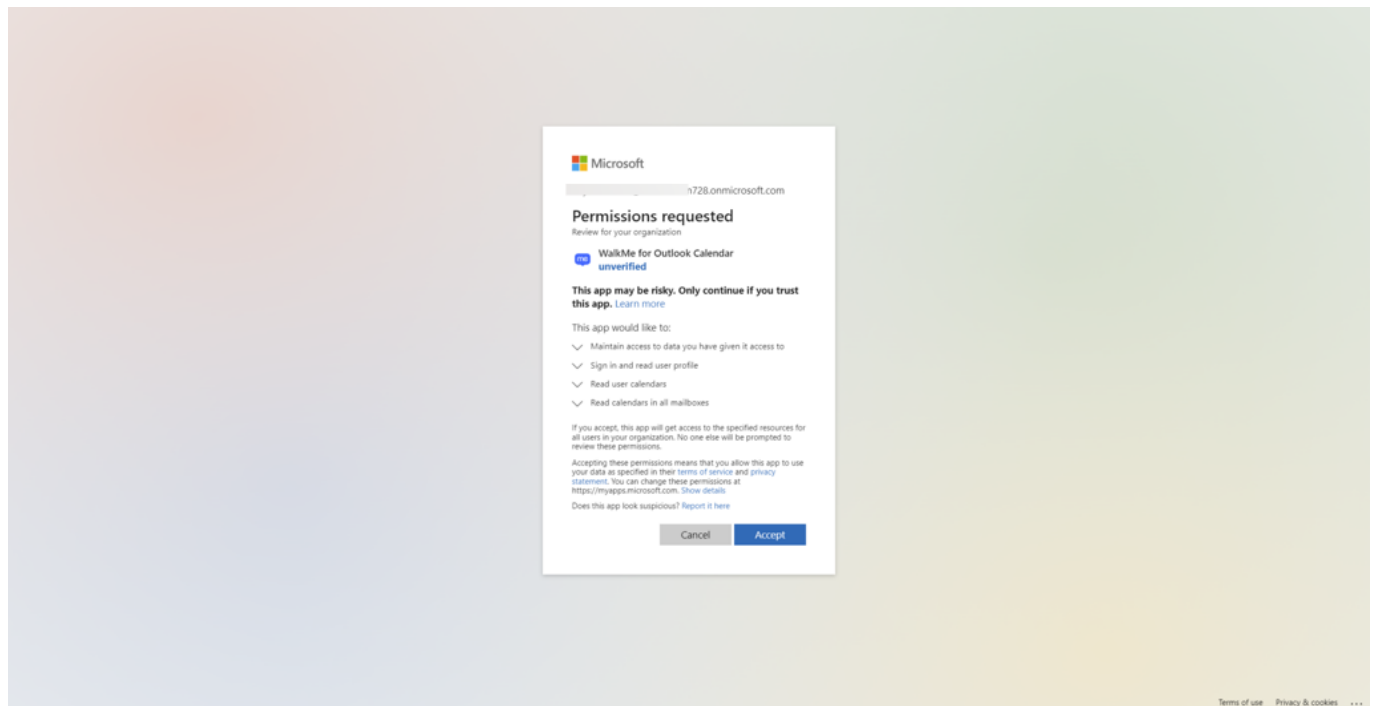 Microsoft
n728.onmicrosoft.com
Permissions requested
Review for your organization
me
WalkMe for Outlook Calendar
unverified
This app may be risky. Only continue if you trust
this app. Learn more
This app would like to:
Maintain access to data you have given it access to
Sign in and read user profile
Read user calendars
Read calendars in all mailboxes
If you accept, this app will get access to the specified resources for
all users in your organization. No one else will be prompted to
review these permissions.
Accepting these permissions means that you allow this app to use
your data as specified in their terms of service and privacy
statement. You can change these permissions at
https://myapps.microsoft.com. Show details
Does this app look suspicious? Report it here
Cancel Accept
Terms of use Privacy & cookies ...